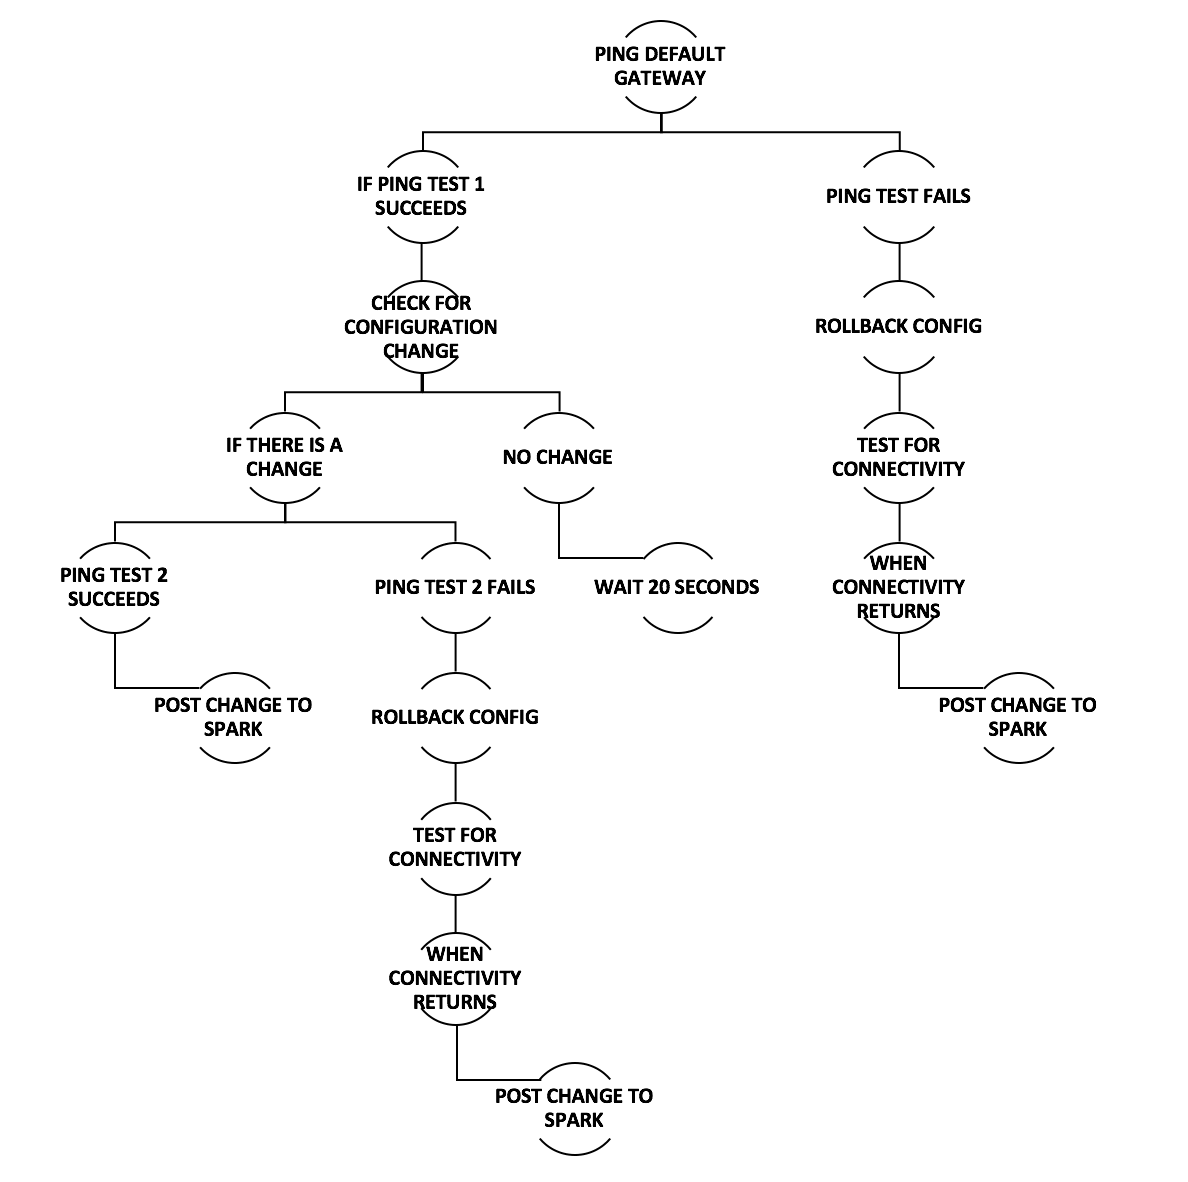 PING DEFAULT
GATEWAY
IF PING TEST 1
SUCCEEDS
PING TEST FAILS
CHECK FOR
CONFIGURATION
CHANGE
ROLLBACK CONFIG
IF THERE IS A
CHANGE
NO CHANGE
TEST FOR
CONNECTIVITY
PING TEST 2
SUCCEEDS
PING TEST 2 FAILS
WAIT 20 SECONDS
WHEN
CONNECTIVITY
RETURNS
POST CHANGE TO
SPARK
ROLLBACK CONFIG
POST CHANGE TO
SPARK
TEST FOR
CONNECTIVITY
WHEN
CONNECTIVITY
RETURNS
POST CHANGE TO
SPARK